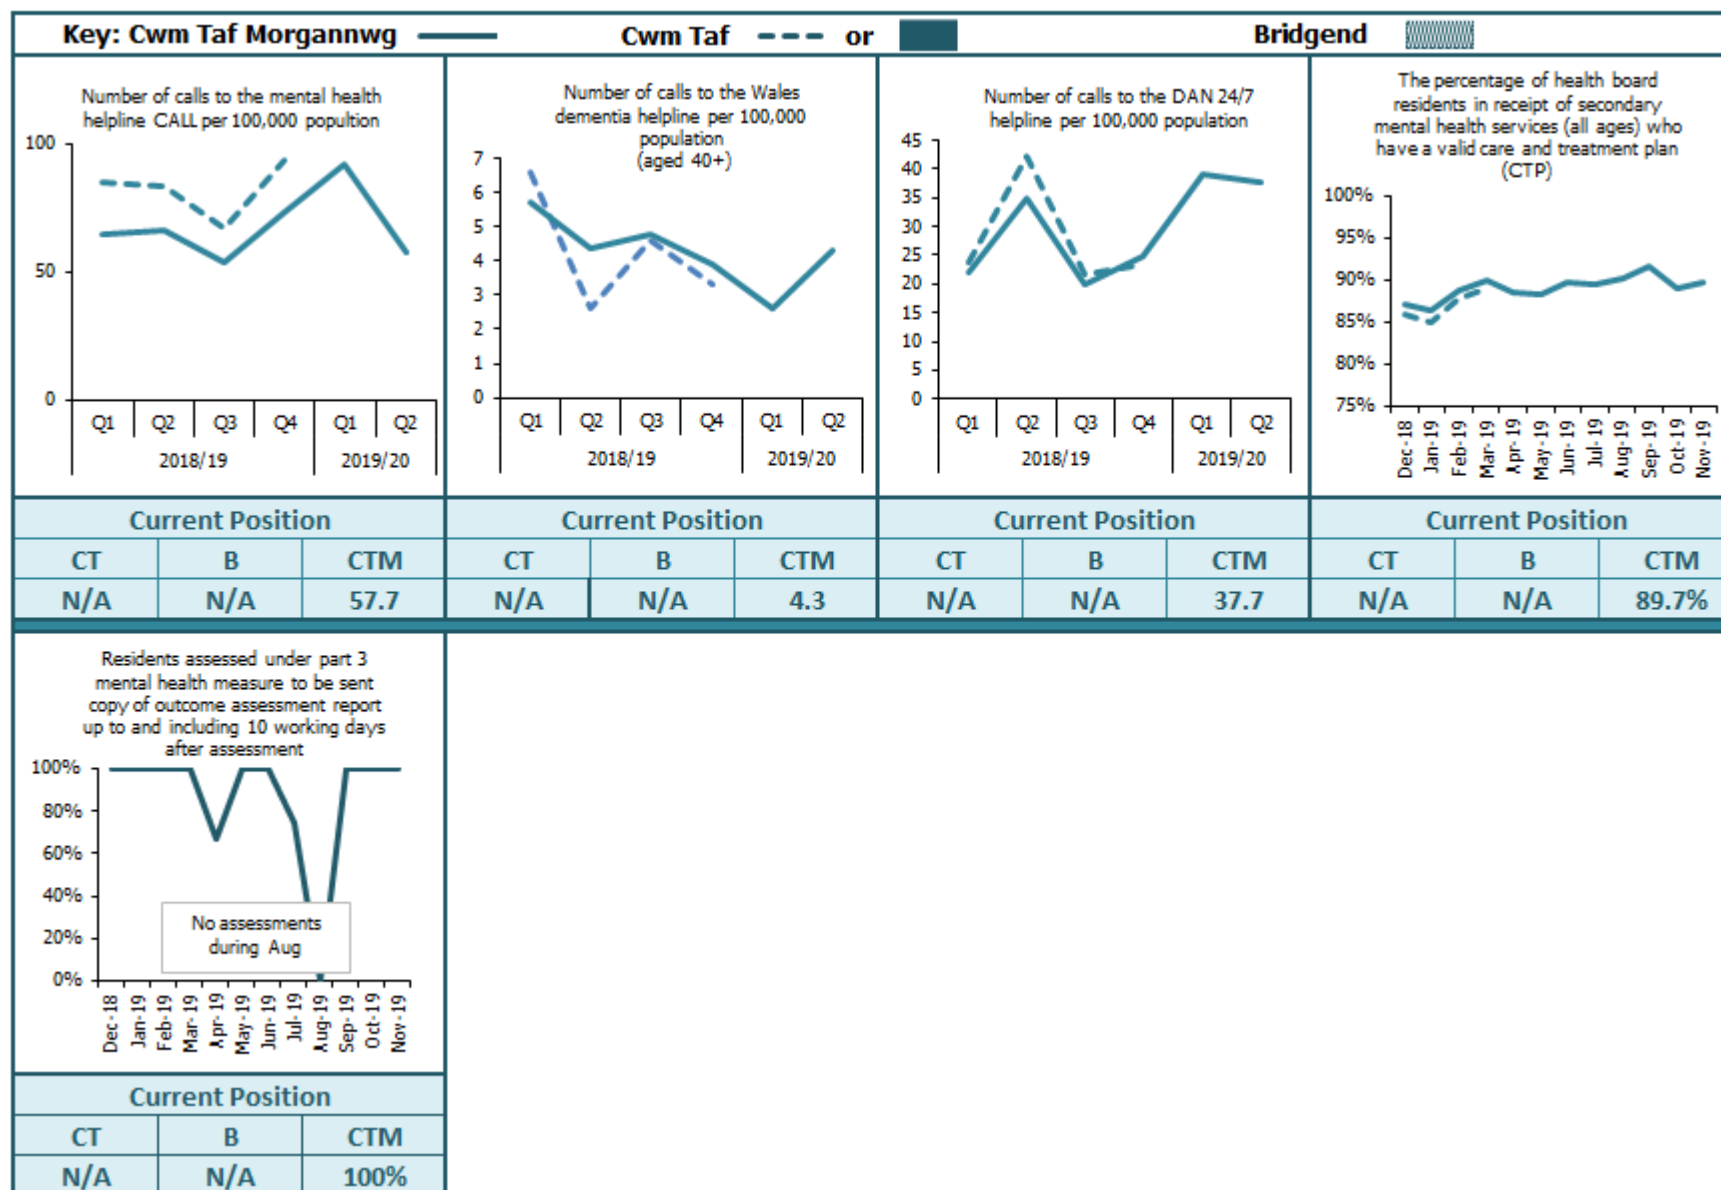 Key: Cwm Taf Morgannwg
Cwm Taf
or
Bridgend
Number of calls to the mental health
helpline CALL per 100,000 popultion
100
50
0
Q1 Q2 Q3 Q4 Q1 Q2
2018/19 2019/20
Number of calls to the Wales
dementia helpline per 100,000
population
(aged 40+)
7
6
5
4
3
2
1
0
Q1 Q2 Q3 Q4 Q1 Q2
2018/19 2019/20
Number of calls to the DAN 24/7
helpline per 100,000 population
45
40
35
30
25
20
15
10
5
0
Q1 Q2 Q3 Q4 Q1 Q2
2018/19 2019/20
The percentage of health board
residents in receipt of secondary
mental health services (all ages) who
have a valid care and treatment plan
(CTP)
100%
95%
90%
85%
80%
75%
Dec-18
Jan-19
Feb-19
Mar-19
Apr-19
May-19
Jun-19
Jul-19
Aug-19
Sep-19
Oct-19
Nov-19
Current Position
CT B CTM
N/A N/A 57.7
Current Position
CT B CTM
N/A N/A 4.3
Current Position
CT B CTM
N/A N/A 37.7
Current Position
CT B CTM
N/A N/A 89.7%
Residents assessed under part 3
mental health measure to be sent
copy of outcome assessment report
up to and including 10 working days
after assessment
100%
80%
60%
40%
20%
0%
No assessments
during Aug
Dec-18
Jan-19
Feb-19
Mar-19
Apr-19
May-19
Jun-19
Jul-19
Aug-19
Sep-19
Oct-19
Nov-19
Current Position
CT B CTM
N/A N/A 100%